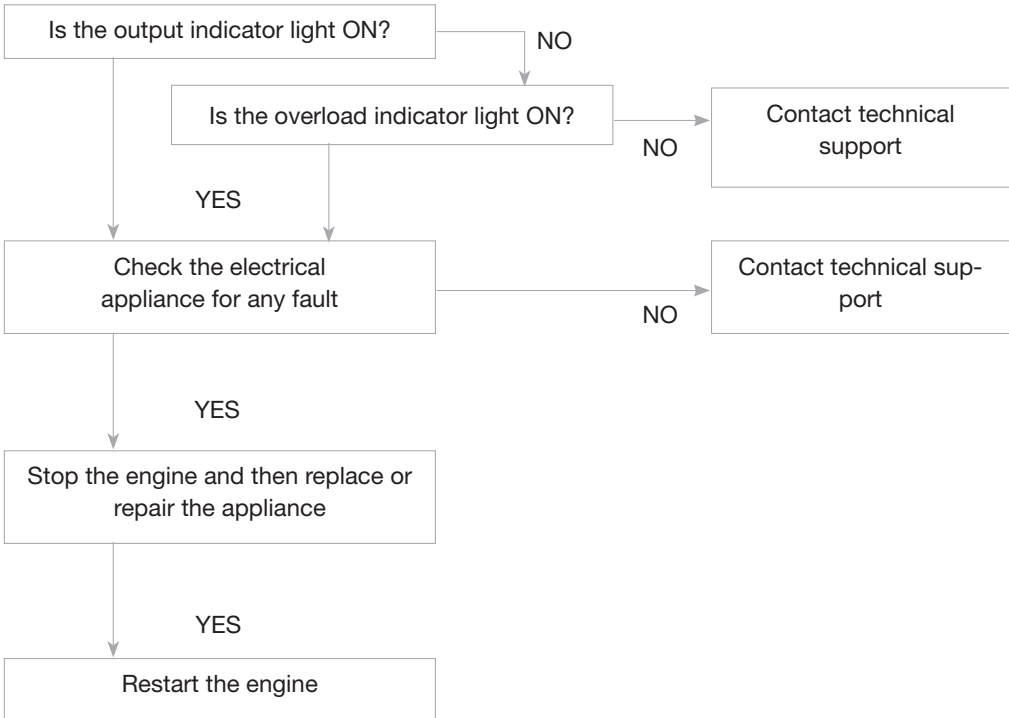 Is the output indicator light ON?
NO
Is the overload indicator light ON?
NO
Contact technical
support
YES
Check the electrical
appliance for any fault
NO
Contact technical sup-
port
YES
Stop the engine and then replace or
repair the appliance
YES
Restart the engine